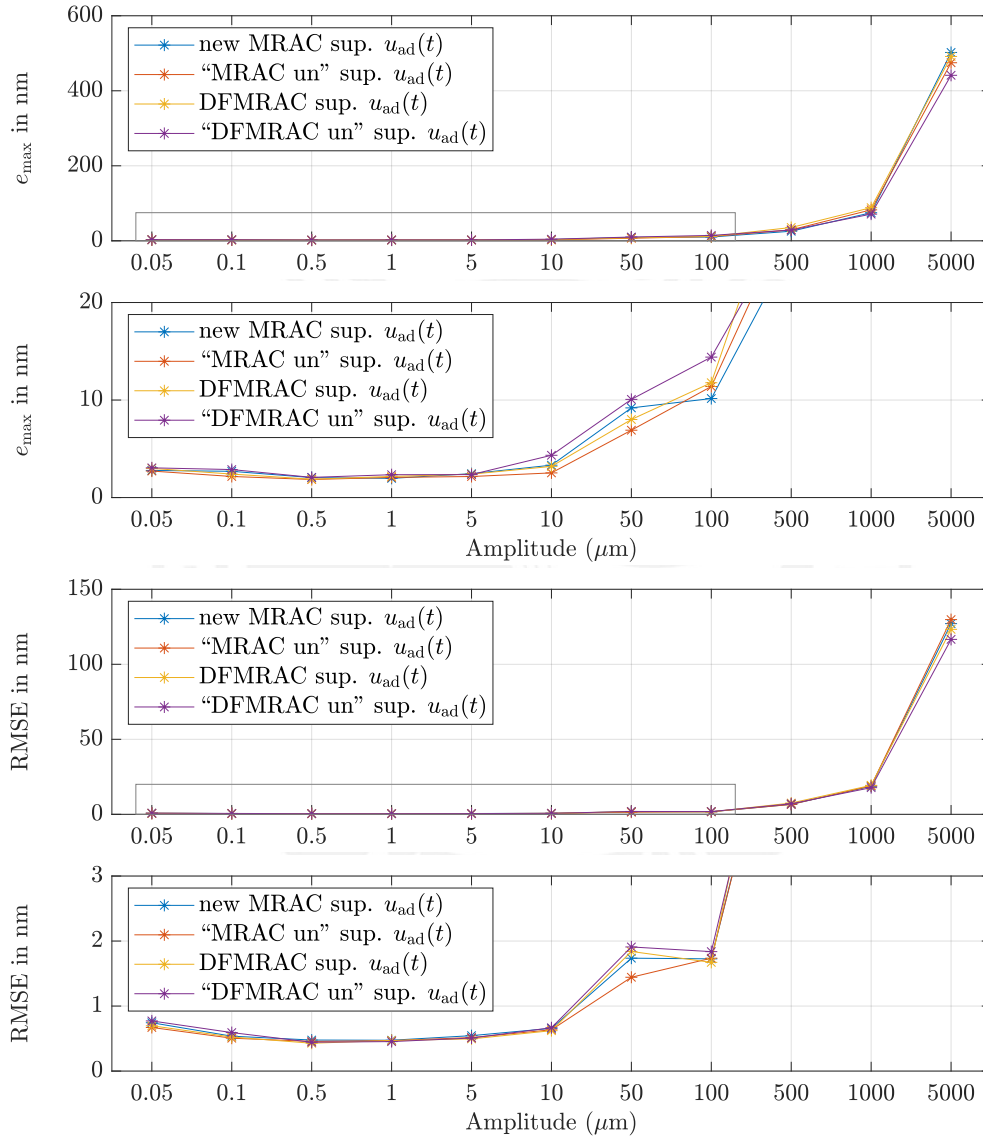 600
400
200
0
e_max in nm
new MRAC sup. u_ad(t)
“MRAC un” sup. u_ad(t)
DFMRAC sup. u_ad(t)
“DFMRAC un” sup. u_ad(t)
0.05 0.1 0.5 1 5 10 50 100 500 1000 5000
20
10
0
e_max in nm
new MRAC sup. u_ad(t)
“MRAC un” sup. u_ad(t)
DFMRAC sup. u_ad(t)
“DFMRAC un” sup. u_ad(t)
0.05 0.1 0.5 1 5 10 50 100 500 1000 5000
Amplitude (μm)
150
100
50
0
RMSE in nm
new MRAC sup. u_ad(t)
“MRAC un” sup. u_ad(t)
DFMRAC sup. u_ad(t)
“DFMRAC un” sup. u_ad(t)
0.05 0.1 0.5 1 5 10 50 100 500 1000 5000
3
2
1
0
RMSE in nm
new MRAC sup. u_ad(t)
“MRAC un” sup. u_ad(t)
DFMRAC sup. u_ad(t)
“DFMRAC un” sup. u_ad(t)
0.05 0.1 0.5 1 5 10 50 100 500 1000 5000
Amplitude (μm)